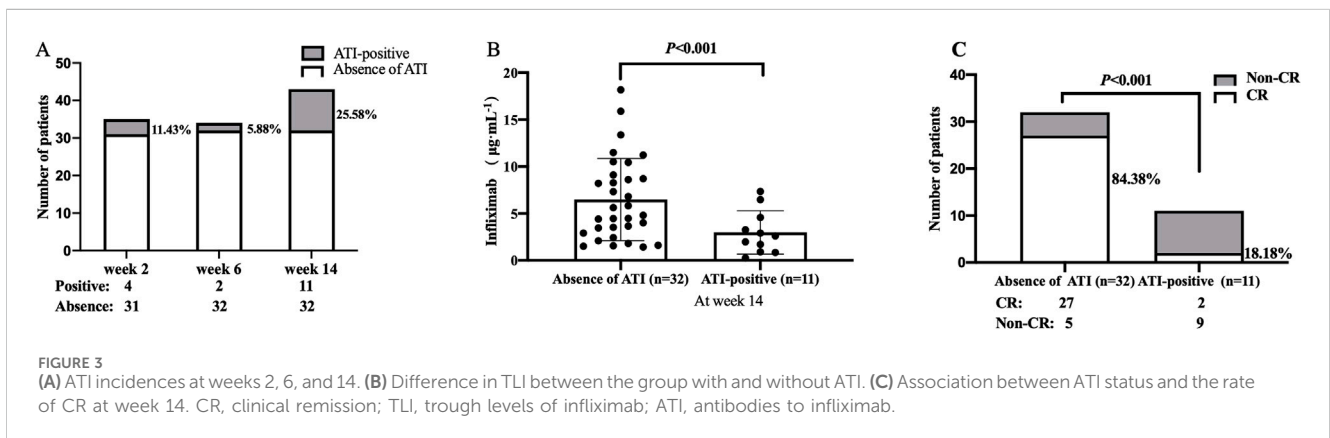 A
ATI-positive
Absence of ATI
Number of patients
50
40
30
20
10
0
11.43%
5.88%
25.58%
week 2 week 6 week 14
Positive: 4 2 11
Absence: 31 32 32
B
P<0.001
Infliximab ( µg·mL-1)
20
15
10
5
0
Absence of ATI (n=32) ATI-positive (n=11)
At week 14
C
Non-CR
CR
P<0.001
Number of patients
40
30
20
10
0
84.38%
18.18%
Absence of ATI (n=32) ATI-positive (n=11)
CR: 27 2
Non-CR: 5 9
FIGURE 3
(A) ATI incidences at weeks 2, 6, and 14. (B) Difference in TLI between the group with and without ATI. (C) Association between ATI status and the rate
of CR at week 14. CR, clinical remission; TLI, trough levels of infliximab; ATI, antibodies to infliximab.